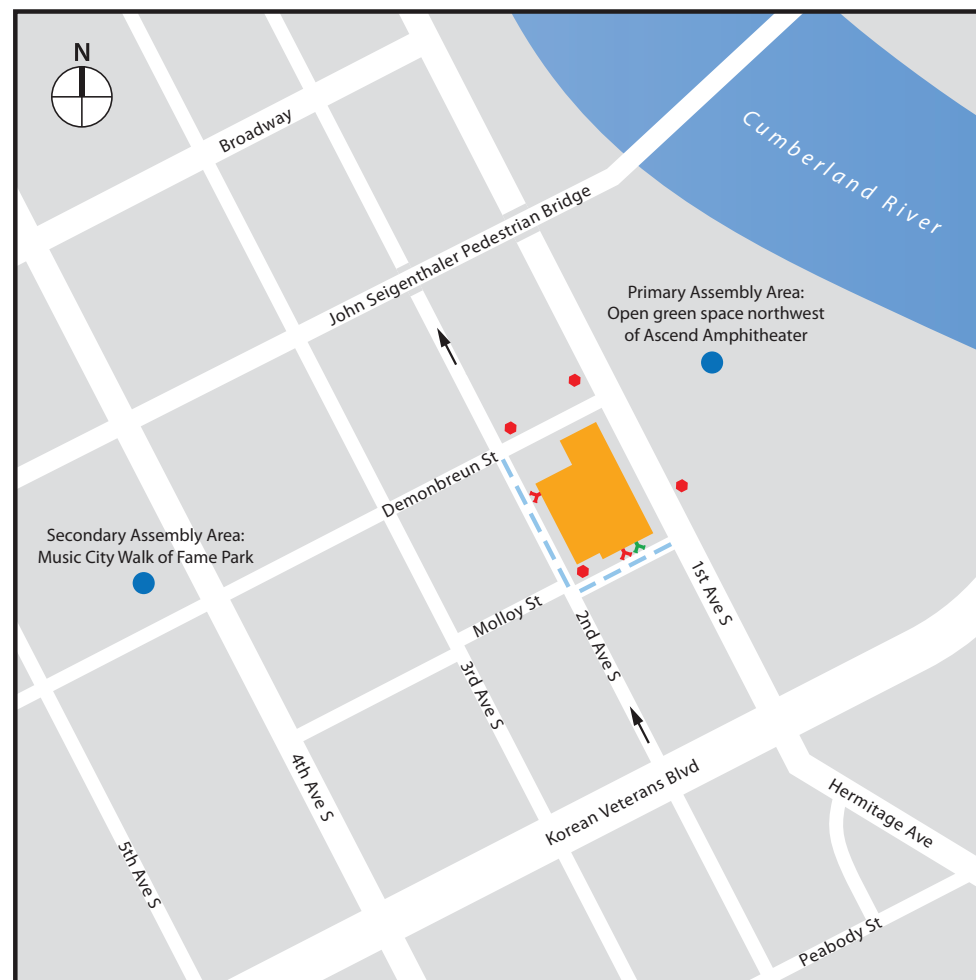 N
Broadway
Cumberland River
John Seigenthaler Pedestrian Bridge
Primary Assembly Area:
Open green space northwest
of Ascend Amphitheater
Demonbreun St
Secondary Assembly Area:
Music City Walk of Fame Park
1st Ave S
Molloy St
2nd Ave S
3rd Ave S
4th Ave S
Korean Veterans Blvd
Hermitage Ave
5th Ave S
Peabody St